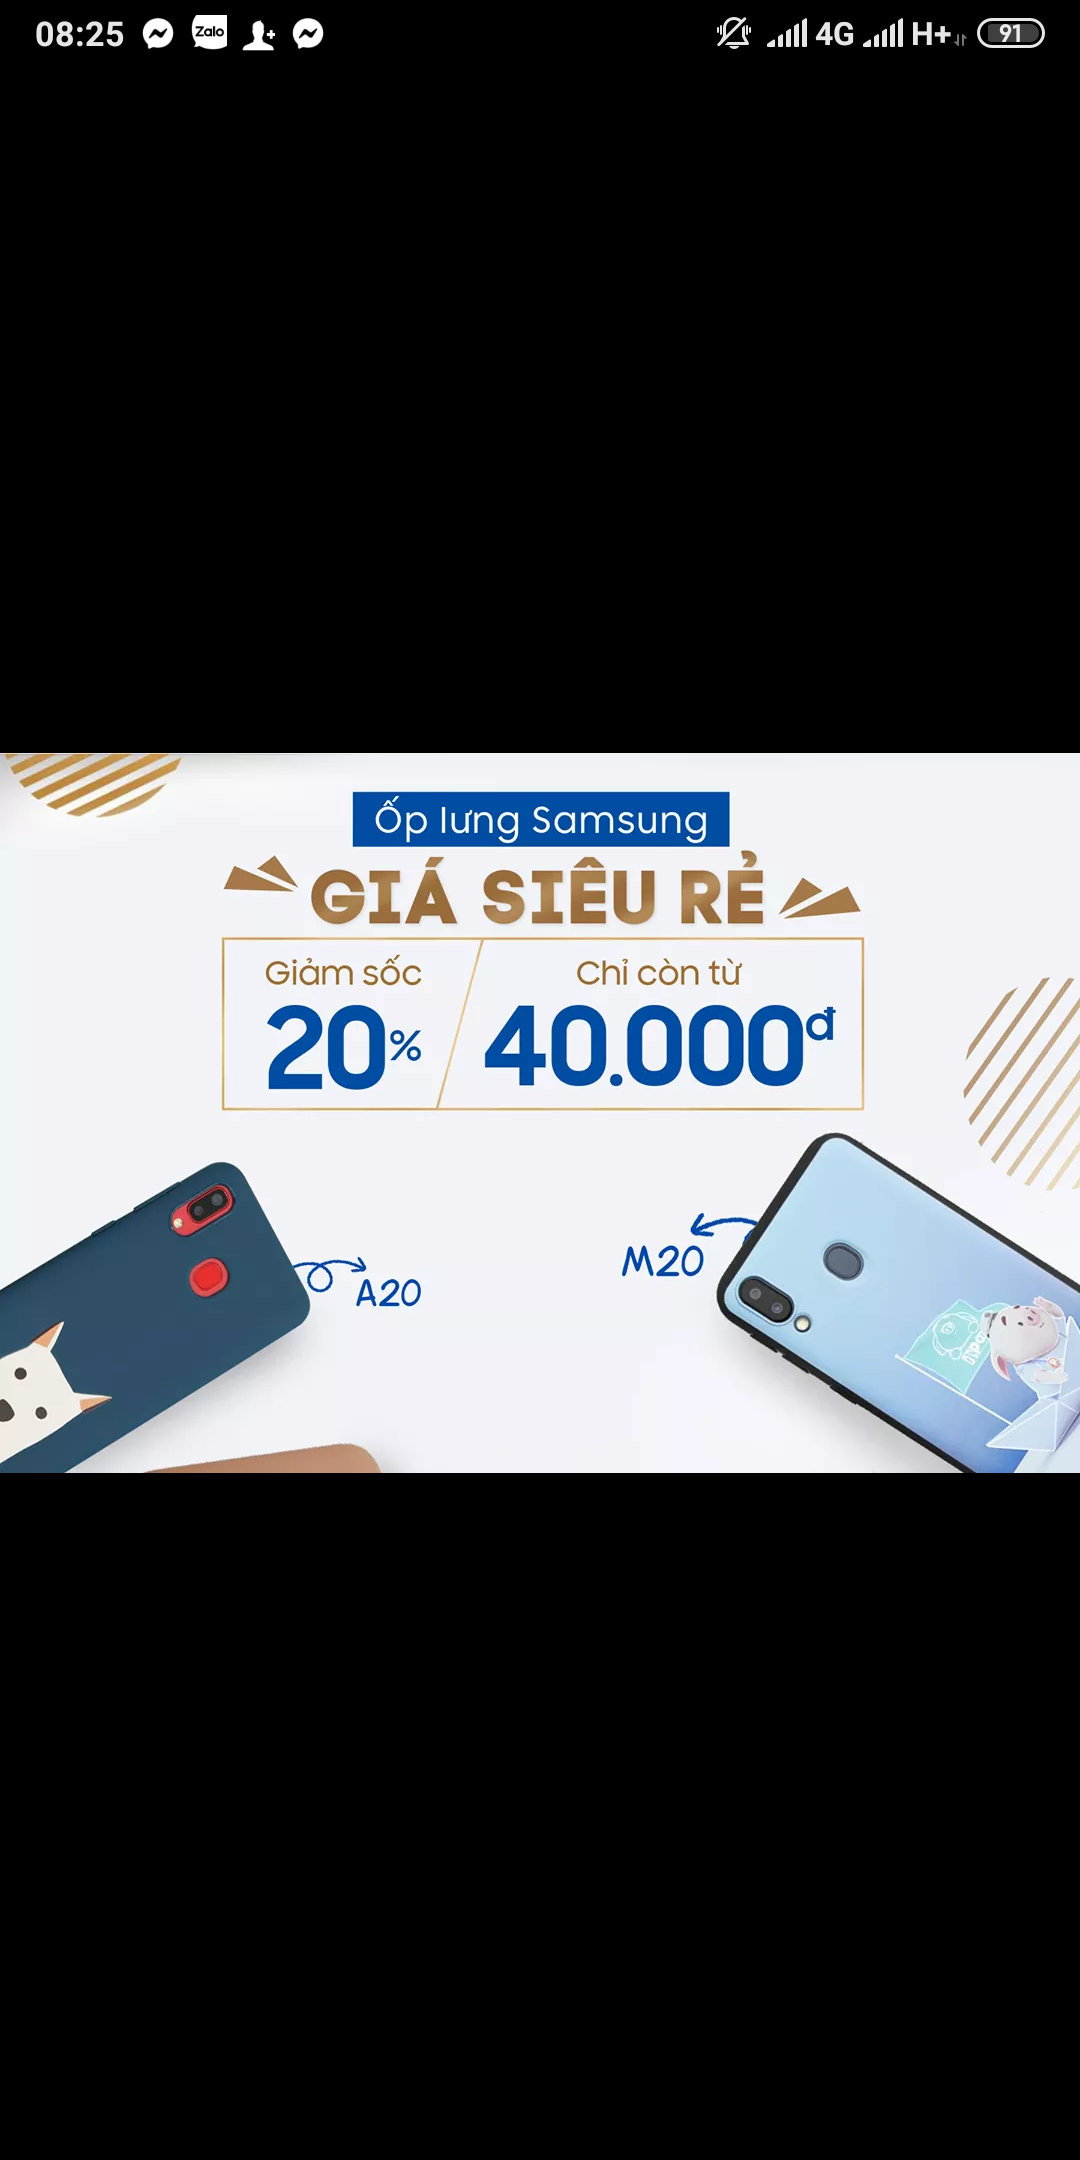 08:25 Zalo 4G H+ 91
Ốp lưng Samsung
GIÁ SIÊU RẺ
Giảm sốc
20%
Chỉ còn từ
40.000đ
A20
M20